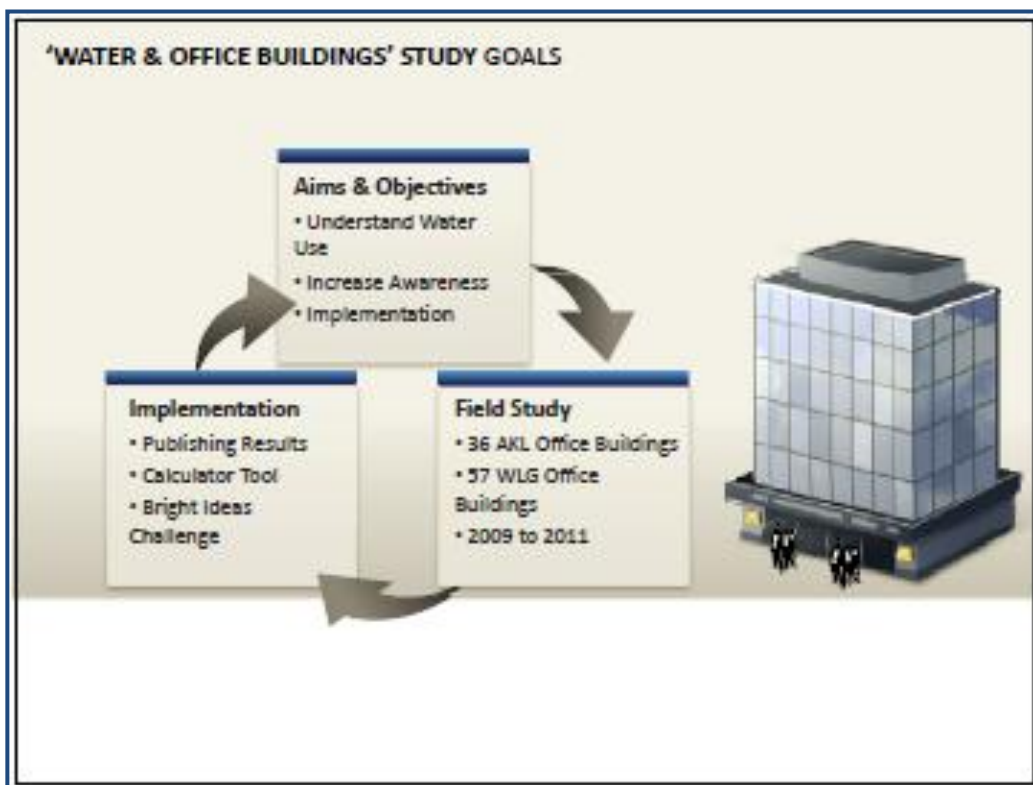 ‘WATER & OFFICE BUILDINGS’ STUDY GOALS
Aims & Objectives
• Understand Water
Use
• Increase Awareness
• Implementation
Implementation
• Publishing Results
• Calculator Tool
• Bright Ideas
Challenge
Field Study
• 36 AKL Office Buildings
• 57 WLG Office
Buildings
• 2009 to 2011